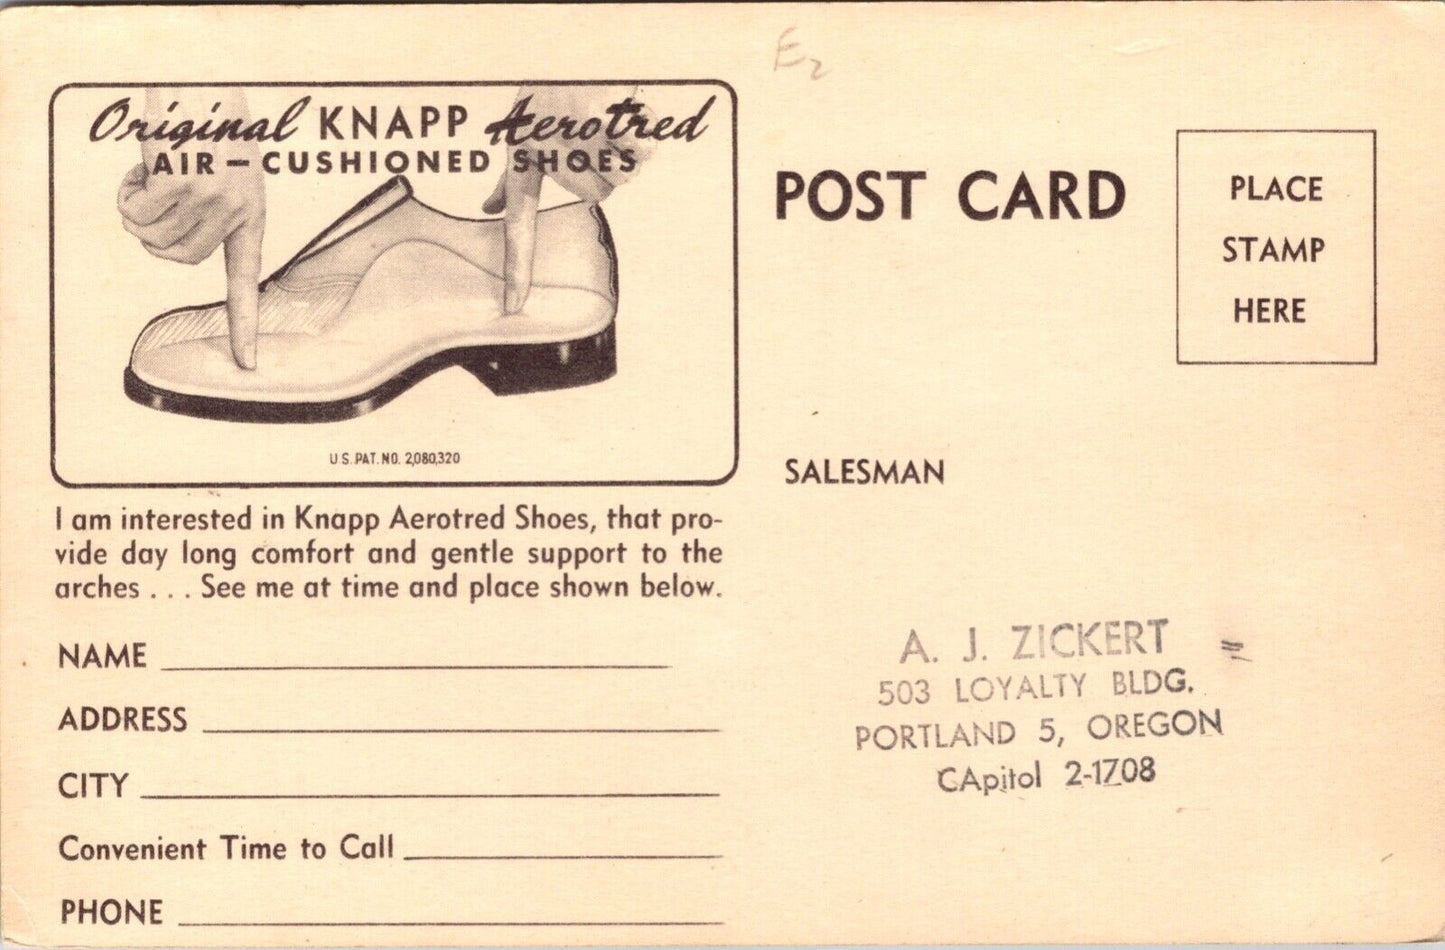 E2
Original KNAPP Aerotred
AIR – CUSHIONED SHOES
U.S. PAT. NO. 2,080,320
I am interested in Knapp Aerotred Shoes, that pro-
vide day long comfort and gentle support to the
arches . . . See me at time and place shown below.
NAME
ADDRESS
CITY
Convenient Time to Call
PHONE
POST CARD
PLACE
STAMP
HERE
SALESMAN
A. J. ZICKERT
503 LOYALTY BLDG.
PORTLAND 5, OREGON
CApitol 2-1708